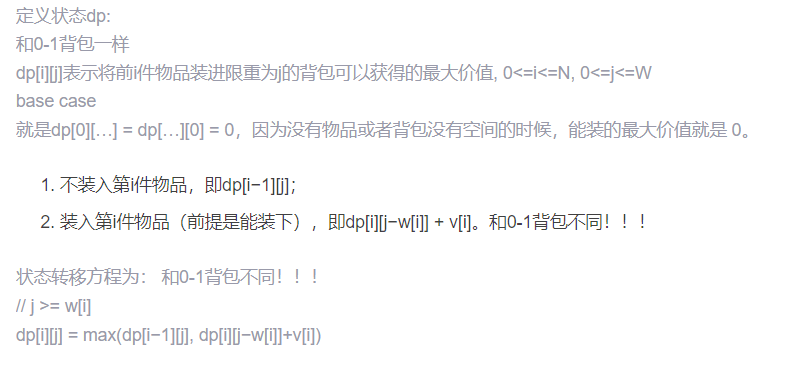 定义状态dp:
和0-1背包一样
dp[i][j]表示将前i件物品装进限重为j的背包可以获得的最大价值, 0<=i<=N, 0<=j<=W
base case
就是dp[0][…] = dp[…][0] = 0，因为没有物品或者背包没有空间的时候，能装的最大价值就是 0。
1. 不装入第i件物品，即dp[i−1][j]；
2. 装入第i件物品（前提是能装下），即dp[i][j−w[i]] + v[i]。和0-1背包不同！！！
状态转移方程为： 和0-1背包不同！！！
// j >= w[i]
dp[i][j] = max(dp[i−1][j], dp[i][j−w[i]]+v[i])